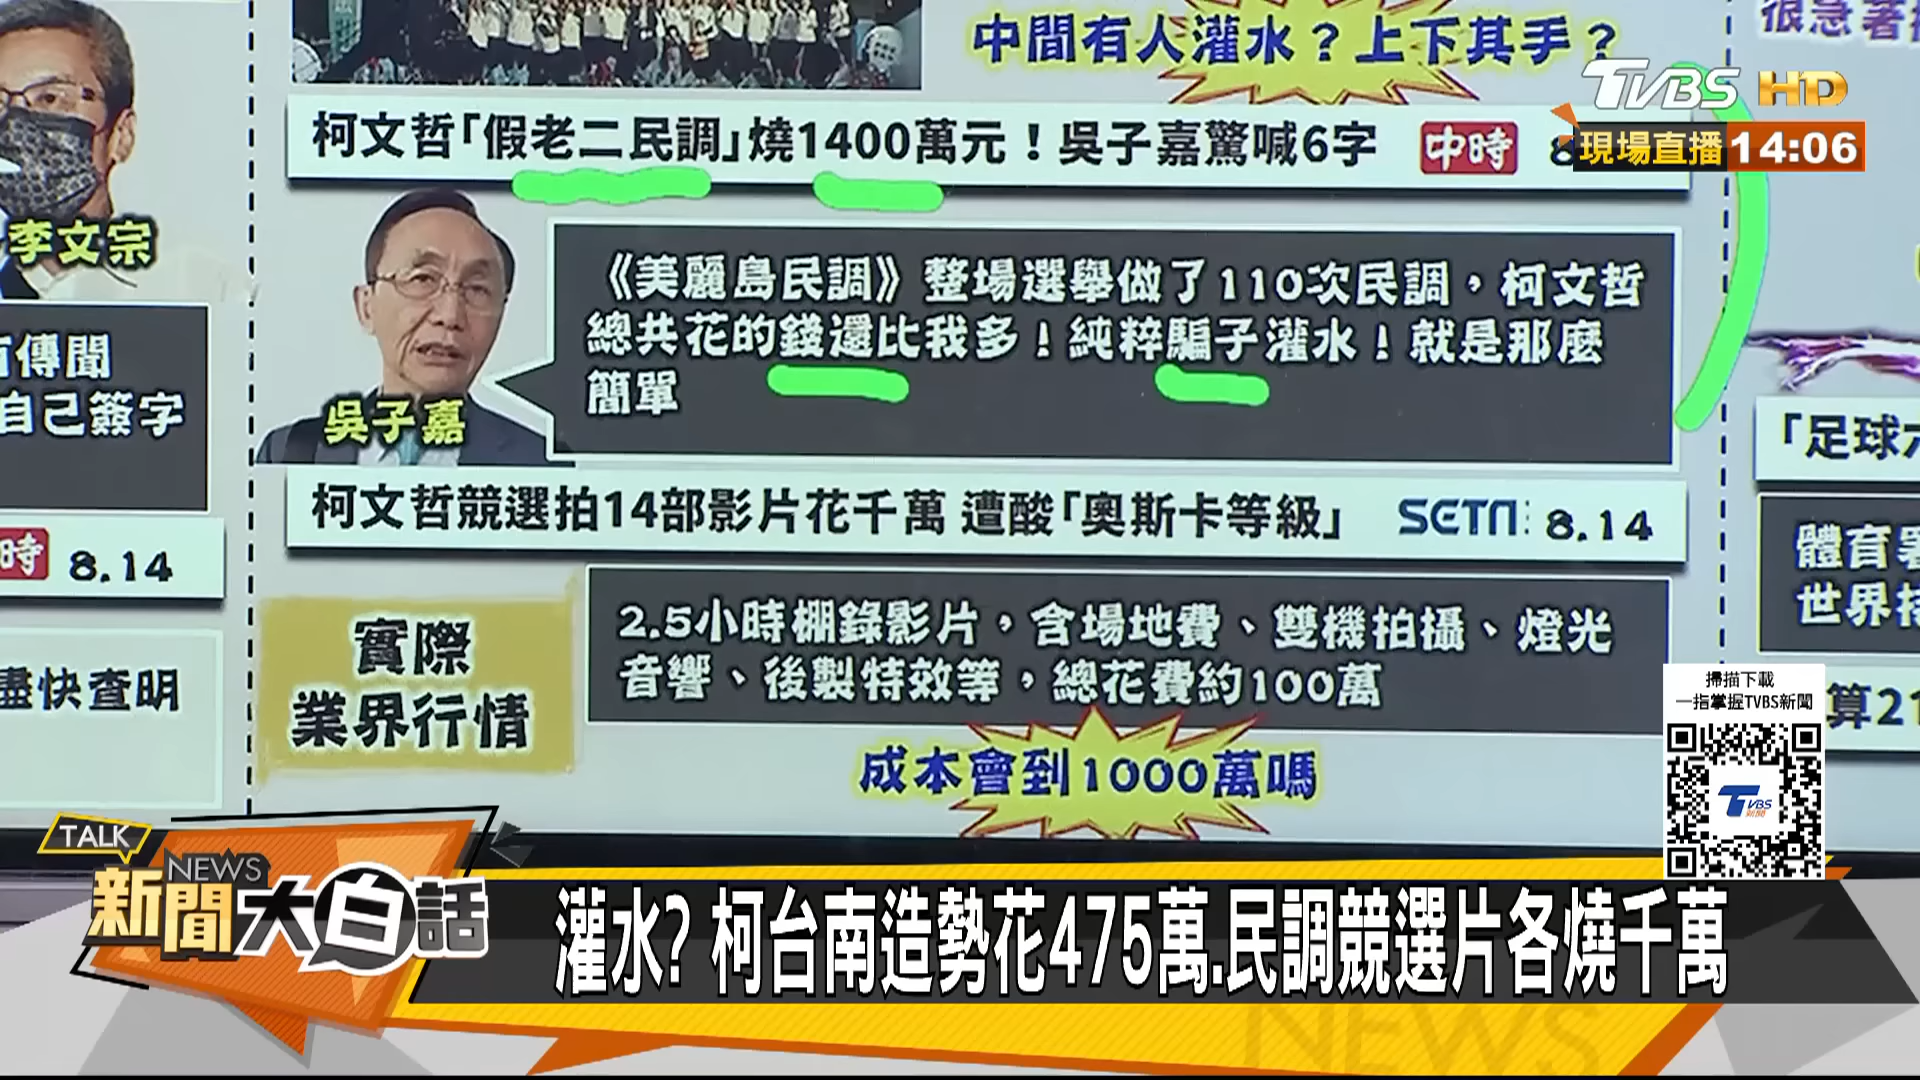 中間有人灌水?上下其手?
很急著
TVBS HD
現場直播 14:06
柯文哲「假老二民調」燒1400萬元!吳子嘉驚喊6字 中時 8
李文宗
《美麗島民調》整場選舉做了110次民調,柯文哲
總共花的錢還比我多!純粹騙子灌水!就是那麼
簡單
吳子嘉
傳聞
自己簽字
時 8.14
盡快查明
柯文哲競選拍14部影片花千萬 遭酸「奧斯卡等級」 SETN 8.14
實際
業界行情
2.5小時棚錄影片,含場地費、雙機拍攝、燈光
音響、後製特效等,總花費約100萬
成本會到1000萬嗎
「足球
體育署
世界
算21
掃描下載
一指掌握TVBS新聞
TVBS
新聞
TALK
NEWS
新聞大白話
灌水? 柯台南造勢花475萬.民調競選片各燒千萬
NEWS